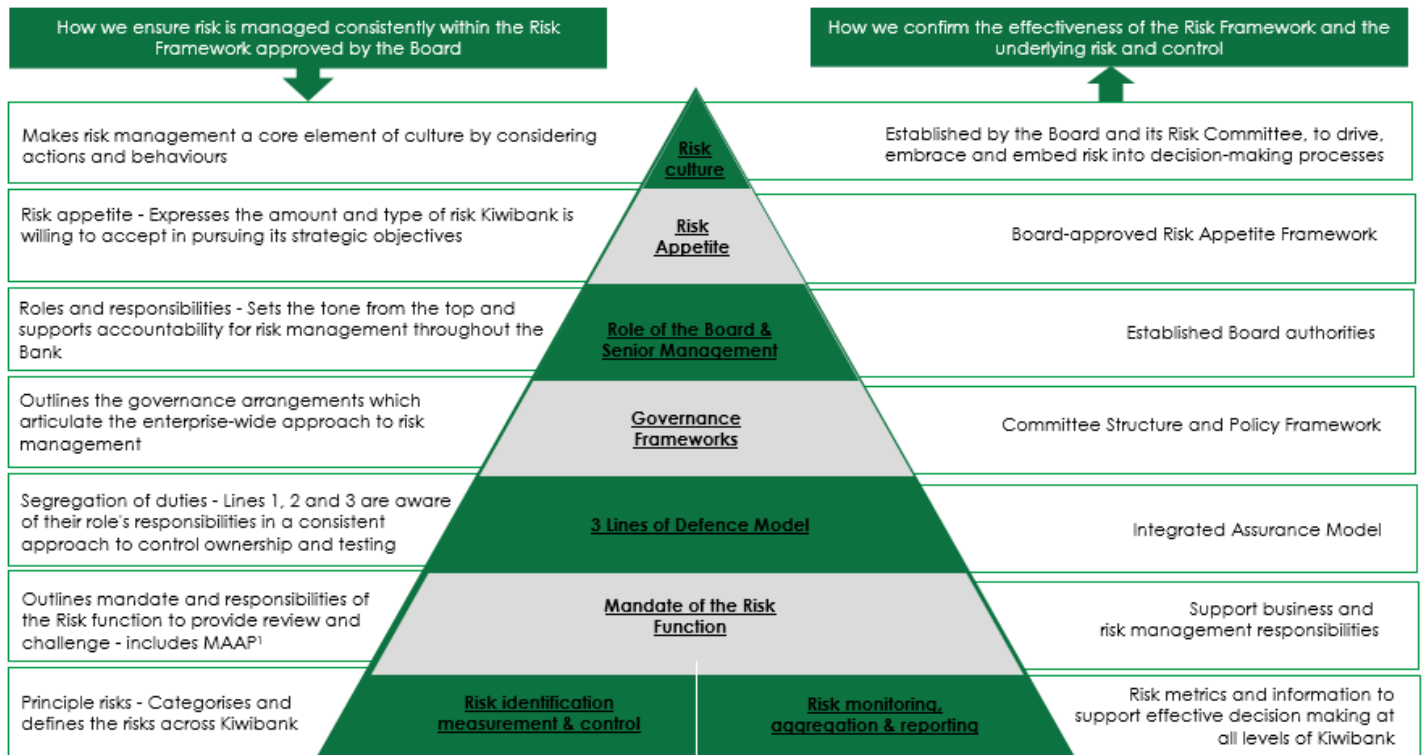 How we ensure risk is managed consistently within the Risk
Framework approved by the Board
How we confirm the effectiveness of the Risk Framework and the
underlying risk and control
Makes risk management a core element of culture by considering
actions and behaviours
Risk
culture
Established by the Board and its Risk Committee, to drive,
embrace and embed risk into decision-making processes
Risk appetite - Expresses the amount and type of risk Kiwibank is
willing to accept in pursuing its strategic objectives
Risk
Appetite
Board-approved Risk Appetite Framework
Roles and responsibilities - Sets the tone from the top and
supports accountability for risk management throughout the
Bank
Role of the Board &
Senior Management
Established Board authorities
Outlines the governance arrangements which
articulate the enterprise-wide approach to risk
management
Governance
Frameworks
Committee Structure and Policy Framework
Segregation of duties - Lines 1, 2 and 3 are aware
of their role's responsibilities in a consistent
approach to control ownership and testing
3 Lines of Defence Model
Integrated Assurance Model
Outlines mandate and responsibilities of
the Risk function to provide review and
challenge - includes MAAP¹
Mandate of the Risk
Function
Support business and
risk management responsibilities
Principle risks - Categorises and
defines the risks across Kiwibank
Risk identification
measurement & control
Risk monitoring,
aggregation & reporting
Risk metrics and information to
support effective decision making at
all levels of Kiwibank